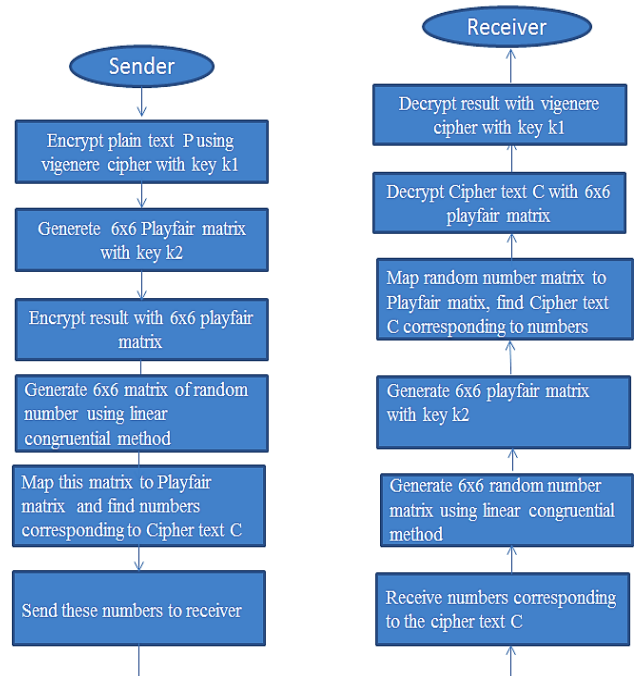 Sender
Encrypt plain text P using
vigenere cipher with key k1
Generete 6x6 Playfair matrix
with key k2
Encrypt result with 6x6 playfair
matrix
Generate 6x6 matrix of random
number using linear
congruential method
Map this matrix to Playfair
matrix and find numbers
corresponding to Cipher text C
Send these numbers to receiver
Receiver
Decrypt result with vigenere
cipher with key k1
Decrypt Cipher text C with 6x6
playfair matrix
Map random number matrix to
Playfair matix, find Cipher text
C corresponding to numbers
Generate 6x6 playfair matrix
with key k2
Generate 6x6 random number
matrix using linear congruential
method
Receive numbers corresponding
to the cipher text C